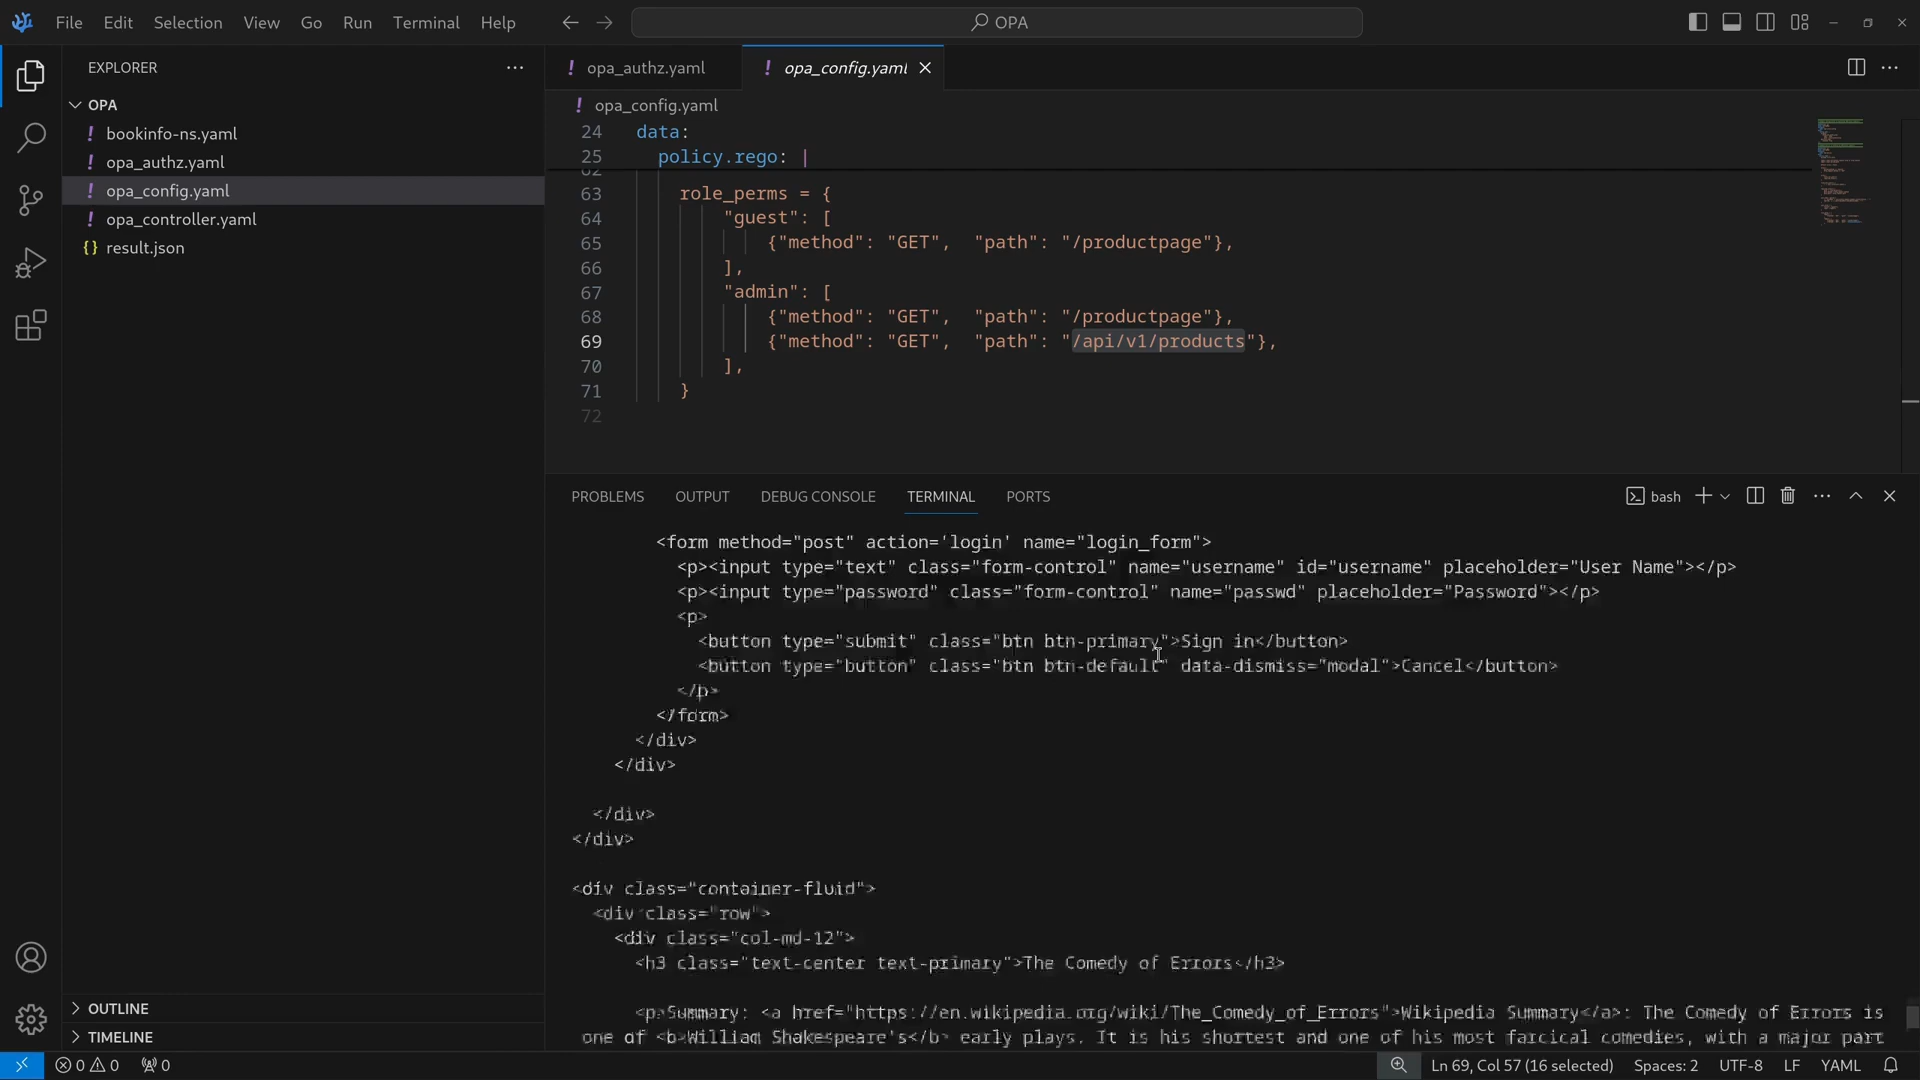 File Edit Selection View Go Run Terminal Help
OPA
EXPLORER
OPA
! bookinfo-ns.yaml
! opa_authz.yaml
! opa_config.yaml
! opa_controller.yaml
{} result.json
OUTLINE
TIMELINE
! opa_authz.yaml
! opa_config.yaml
! opa_config.yaml
24 data:
25 policy.rego: |
62
63 role_perms = {
64 "guest": [
65 {"method": "GET", "path": "/productpage"},
66 ],
67 "admin": [
68 {"method": "GET", "path": "/productpage"},
69 {"method": "GET", "path": "/api/v1/products"},
70 ],
71 }
72
PROBLEMS OUTPUT DEBUG CONSOLE TERMINAL PORTS
bash
<form method="post" action='login' name="login_form">
<p><input type="text" class="form-control" name="username" id="username" placeholder="User Name"></p>
<p><input type="password" class="form-control" name="passwd" placeholder="Password"></p>
<p>
<button type="submit" class="btn btn-primary">Sign in</button>
<button type="button" class="btn btn-default" data-dismiss="modal">Cancel</button>
</p>
</form>
</div>
</div>
</div>
</div>
<div class="container-fluid">
<div class="row">
<div class="col-md-12">
<h3 class="text-center text-primary">The Comedy of Errors</h3>
<p>Summary: <a href="https://en.wikipedia.org/wiki/The_Comedy_of_Errors">Wikipedia Summary</a>: The Comedy of Errors is
one of <b>William Shakespeare's</b> early plays. It is his shortest and one of his most farcical comedies, with a major part
0 0 0
Ln 69, Col 57 (16 selected) Spaces: 2 UTF-8 LF YAML